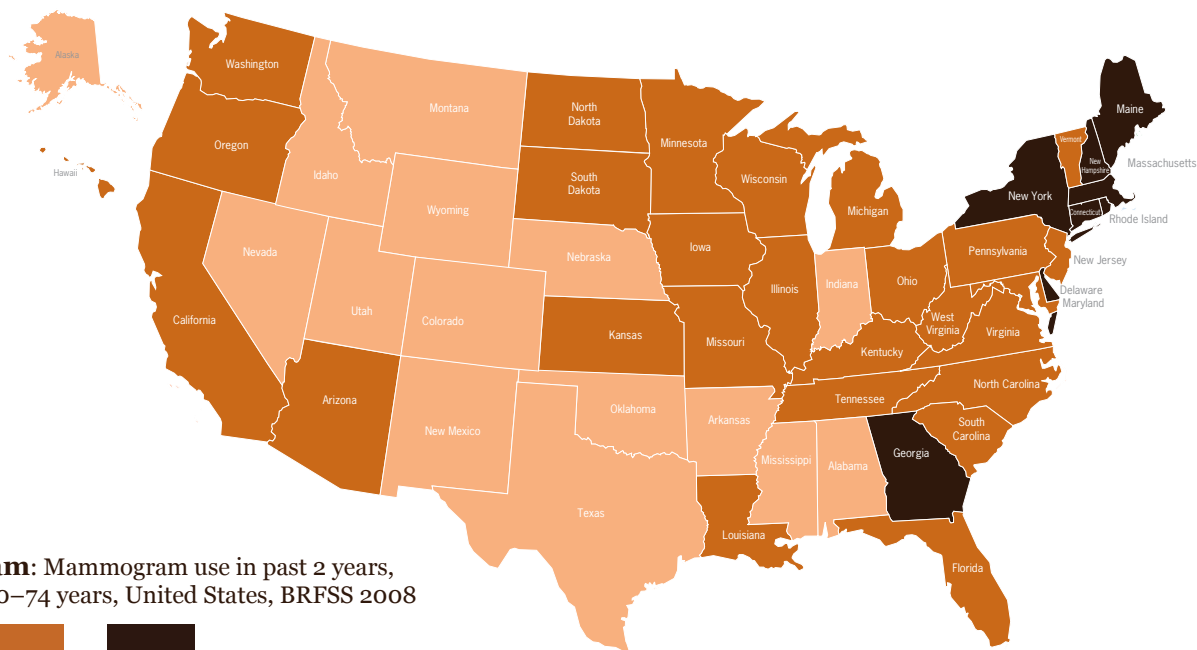 Alaska
Hawaii
Washington
Oregon
California
Idaho
Nevada
Montana
Wyoming
Utah
Colorado
Arizona
New Mexico
North
Dakota
South
Dakota
Nebraska
Kansas
Oklahoma
Texas
Minnesota
Iowa
Missouri
Arkansas
Louisiana
Wisconsin
Illinois
Michigan
Indiana
Ohio
Kentucky
Tennessee
Mississippi
Alabama
Georgia
Florida
South
Carolina
North Carolina
Virginia
West
Virginia
Pennsylvania
New York
Vermont
New
Hampshire
Maine
Massachusetts
Connecticut
Rhode Island
New Jersey
Delaware
Maryland
am: Mammogram use in past 2 years,
0–74 years, United States, BRFSS 2008